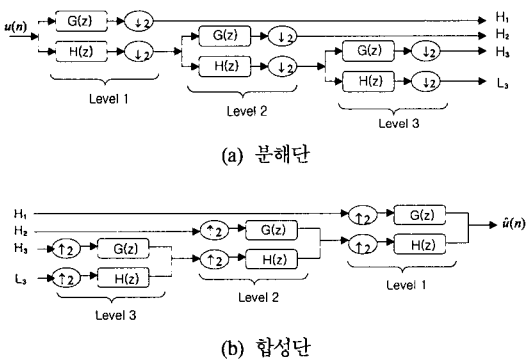 u(n) G(z) ↓2 H₁
H(z) ↓2 G(z) ↓2 H₂
H(z) ↓2 G(z) ↓2 H₃
H(z) ↓2 L₃
Level 1
Level 2
Level 3
(a) 분해단
H₁ ↑2 G(z)
H₂ ↑2 G(z) û(n)
H₃ ↑2 G(z) ↑2 H(z) ↑2 H(z)
L₃ ↑2 H(z)
Level 3
Level 2
Level 1
(b) 합성단